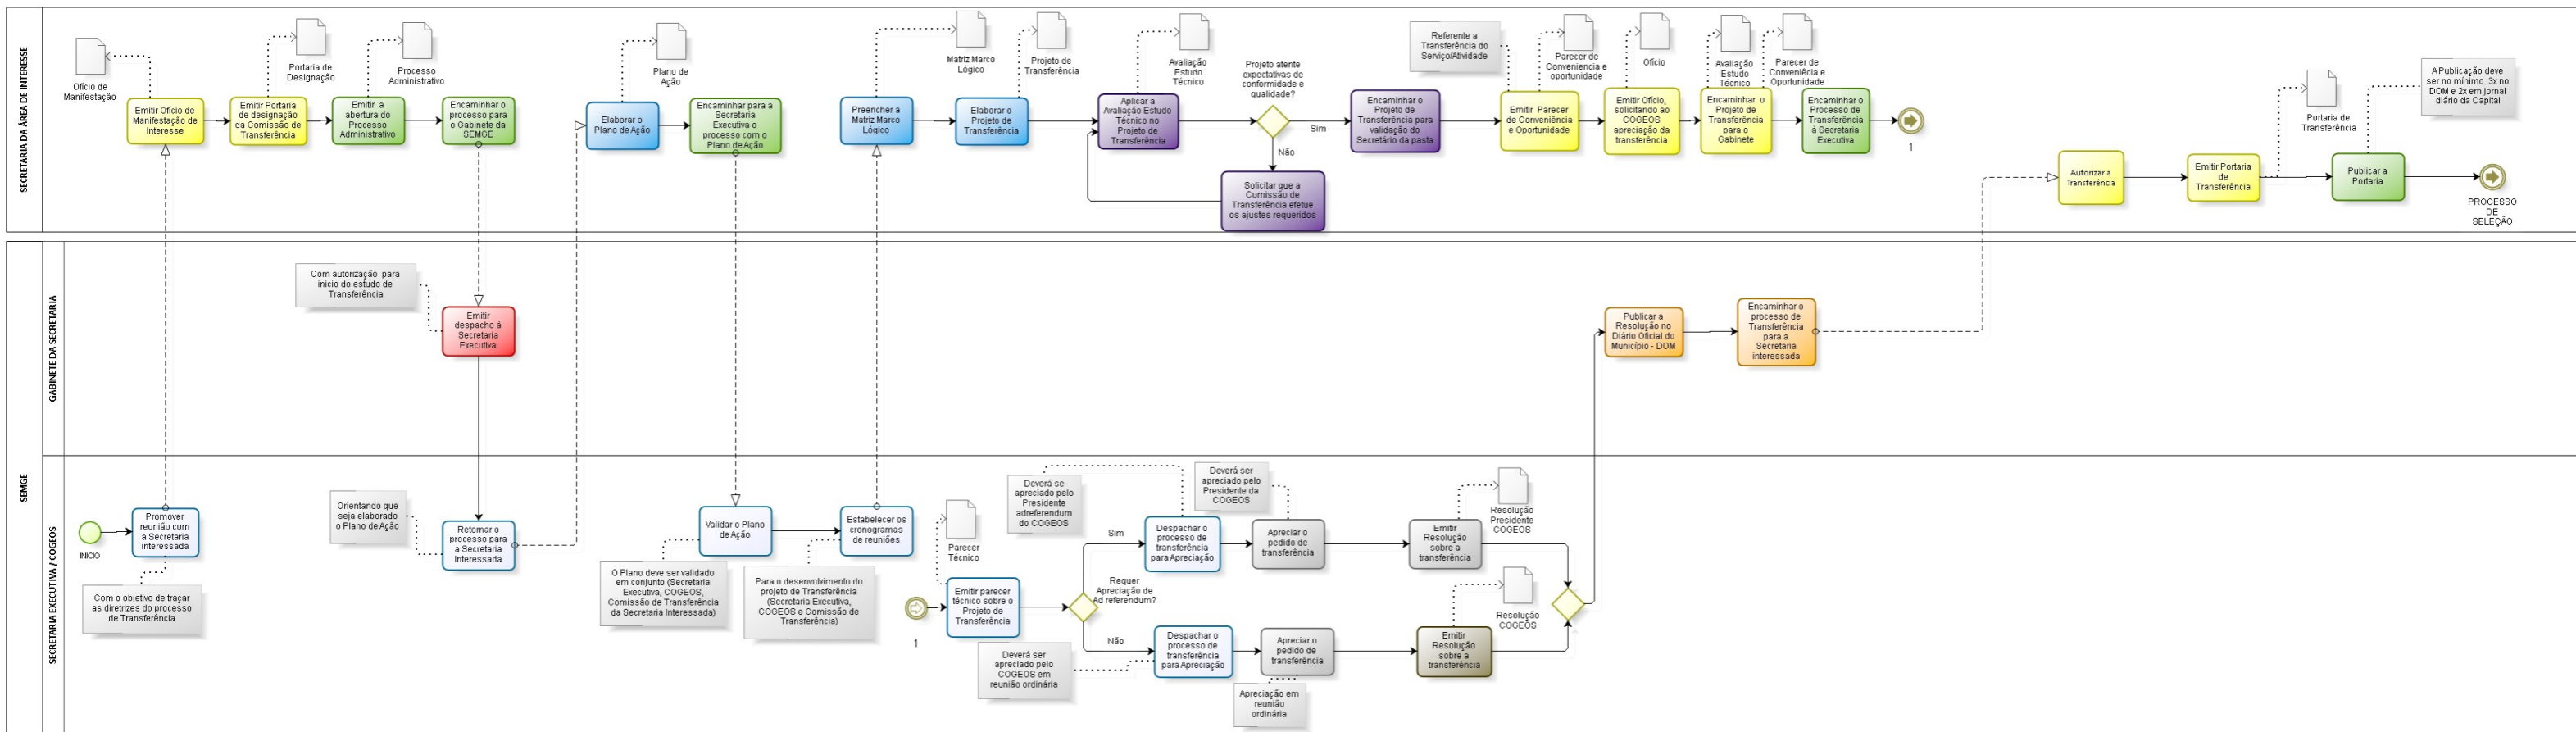 SECRETARIA DA ÁREA DE INTERESSE
Ofício de
Manifestação
Emitir Ofício de
Manifestação de
Interesse
Portaria de
Designação
Emitir Portaria
de designação
da Comissão de
Transferência
Processo
Administrativo
Emitir a
abertura do
Processo
Administrativo
Encaminhar o
processo para
o Gabinete da
SEMGE
Plano de
Ação
Elaborar o
Plano de Ação
Encaminhar para a
Secretaria
Executiva o
processo com o
Plano de Ação
Matriz Marco
Lógico
Preencher a
Matriz Marco
Lógico
Projeto de
Transferência
Elaborar o
Projeto de
Transferência
Avaliação
Estudo
Técnico
Aplicar a
Avaliação Estudo
Técnico no
Projeto de
Transferência
Projeto atente
expectativas de
conformidade e
qualidade?
Sim
Não
Solicitar que a
Comissão de
Transferência efetue
os ajustes requeridos
Encaminhar o
Projeto de
Transferência para
validação do
Secretário da pasta
Referente a
Transferência do
Serviço/Atividade
Parecer de
Conveniencia e
oportunidade
Emitir Parecer
de Conveniência
e Oportunidade
Ofício
Emitir Ofício,
solicitando ao
COGEOS
apreciação da
transferência
Avaliação
Estudo
Técnico
Parecer de
Conveniêcia e
Oportunidade
Encaminhar o
Projeto de
Transferência
para o
Gabinete
Encaminhar o
Processo de
Transferência
à Secretaria
Executiva
1
Autorizar a
Transferência
Emitir Portaria
de
Transferência
Portaria de
Transferência
Publicar a
Portaria
A Publicação deve
ser no mínimo 3x no
DOM e 2x em jornal
diário da Capital
PROCESSO
DE
SELEÇÃO
SEMGE
GABINETE DA SECRETARIA
Com autorização para
inicio do estudo de
Transferência
Emitir
despacho à
Secretaria
Executiva
Publicar a
Resolução no
Diário Oficial do
Município - DOM
Encaminhar o
processo de
Transferência
para a
Secretaria
interessada
SECRETARIA EXECUTIVA / COGEOS
INICIO
Promover
reunião com
a Secretaria
interessada
Com o objetivo de traçar
as diretrizes do processo
de Transferência
Orientando que
seja elaborado
o Plano de Ação
Retornar o
processo para
a Secretaria
Interessada
Validar o Plano
de Ação
O Plano deve ser validado
em conjunto (Secretaria
Executiva, COGEOS,
Comissão de Transferência
da Secretaria Interessada)
Estabelecer os
cronogramas
de reuniões
Para o desenvolvimento do
projeto de Transferência
(Secretaria Executiva,
COGEOS e Comissão de
Transferência)
1
Parecer
Técnico
Emitir parecer
técnico sobre o
Projeto de
Transferência
Requer
Apreciação de
Ad referendum?
Sim
Não
Deverá se
apreciado pelo
Presidente
adreferendum
do COGEOS
Despachar o
processo de
transferência
para Apreciação
Deverá ser
apreciado pelo
Presidente da
COGEOS
Apreciar o
pedido de
transferência
Emitir
Resolução
sobre a
transferência
Resolução
Presidente
COGEOS
Deverá ser
apreciado pelo
COGEOS em
reunião ordinária
Despachar o
processo de
transferência
para Apreciação
Apreciar o
pedido de
transferência
Apreciação em
reunião
ordinária
Emitir
Resolução
sobre a
transferência
Resolução
COGEOS